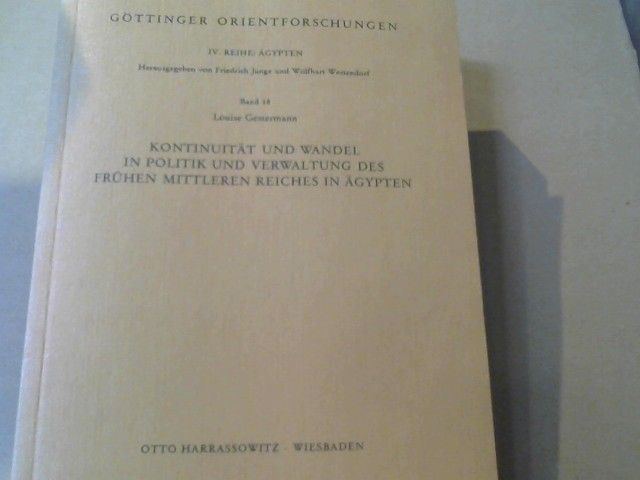 GÖTTINGER ORIENTFORSCHUNGEN
IV. REIHE: ÄGYPTEN
Herausgegeben von Friedrich Junge und Wolfhart Westendorf
Band 18
Louise Gestermann
KONTINUITÄT UND WANDEL
IN POLITIK UND VERWALTUNG DES
FRÜHEN MITTLEREN REICHES IN ÄGYPTEN
OTTO HARRASSOWITZ · WIESBADEN